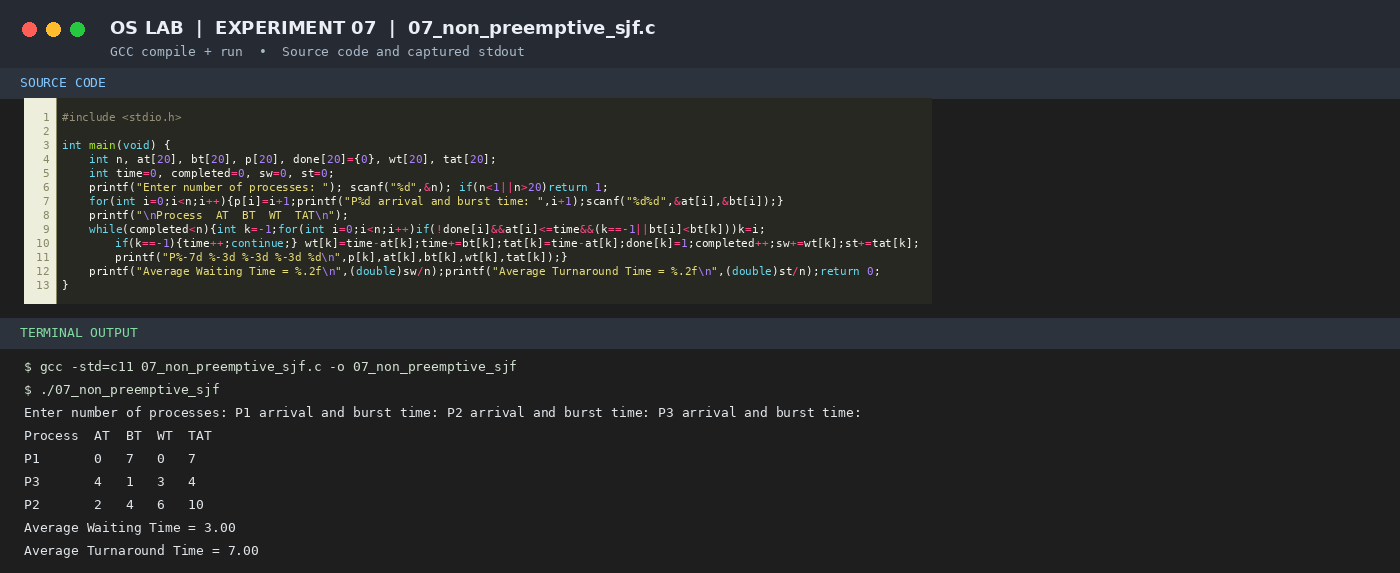 OS LAB | EXPERIMENT 07 | 07_non_preemptive_sjf.c
GCC compile + run • Source code and captured stdout
SOURCE CODE
1 #include <stdio.h>
2
3 int main(void) {
4     int n, at[20], bt[20], p[20], done[20]={0}, wt[20], tat[20];
5     int time=0, completed=0, sw=0, st=0;
6     printf("Enter number of processes: "); scanf("%d",&n); if(n<1||n>20)return 1;
7     for(int i=0;i<n;i++){p[i]=i+1;printf("P%d arrival and burst time: ",i+1);scanf("%d%d",&at[i],&bt[i]);}
8     printf("\nProcess  AT  BT  WT  TAT\n");
9     while(completed<n){int k=-1;for(int i=0;i<n;i++)if(!done[i]&&at[i]<=time&&(k==-1||bt[i]<bt[k]))k=i;
10         if(k==-1){time++;continue;} wt[k]=time-at[k];time+=bt[k];tat[k]=time-at[k];done[k]=1;completed++;sw+=wt[k];st+=tat[k];
11         printf("P%-7d %-3d %-3d %-3d %d\n",p[k],at[k],bt[k],wt[k],tat[k]);}
12     printf("Average Waiting Time = %.2f\n",(double)sw/n);printf("Average Turnaround Time = %.2f\n",(double)st/n);return 0;
13 }
TERMINAL OUTPUT
$ gcc -std=c11 07_non_preemptive_sjf.c -o 07_non_preemptive_sjf
$ ./07_non_preemptive_sjf
Enter number of processes: P1 arrival and burst time: P2 arrival and burst time: P3 arrival and burst time:
Process  AT  BT  WT  TAT
P1       0   7   0   7
P3       4   1   3   4
P2       2   4   6   10
Average Waiting Time = 3.00
Average Turnaround Time = 7.00